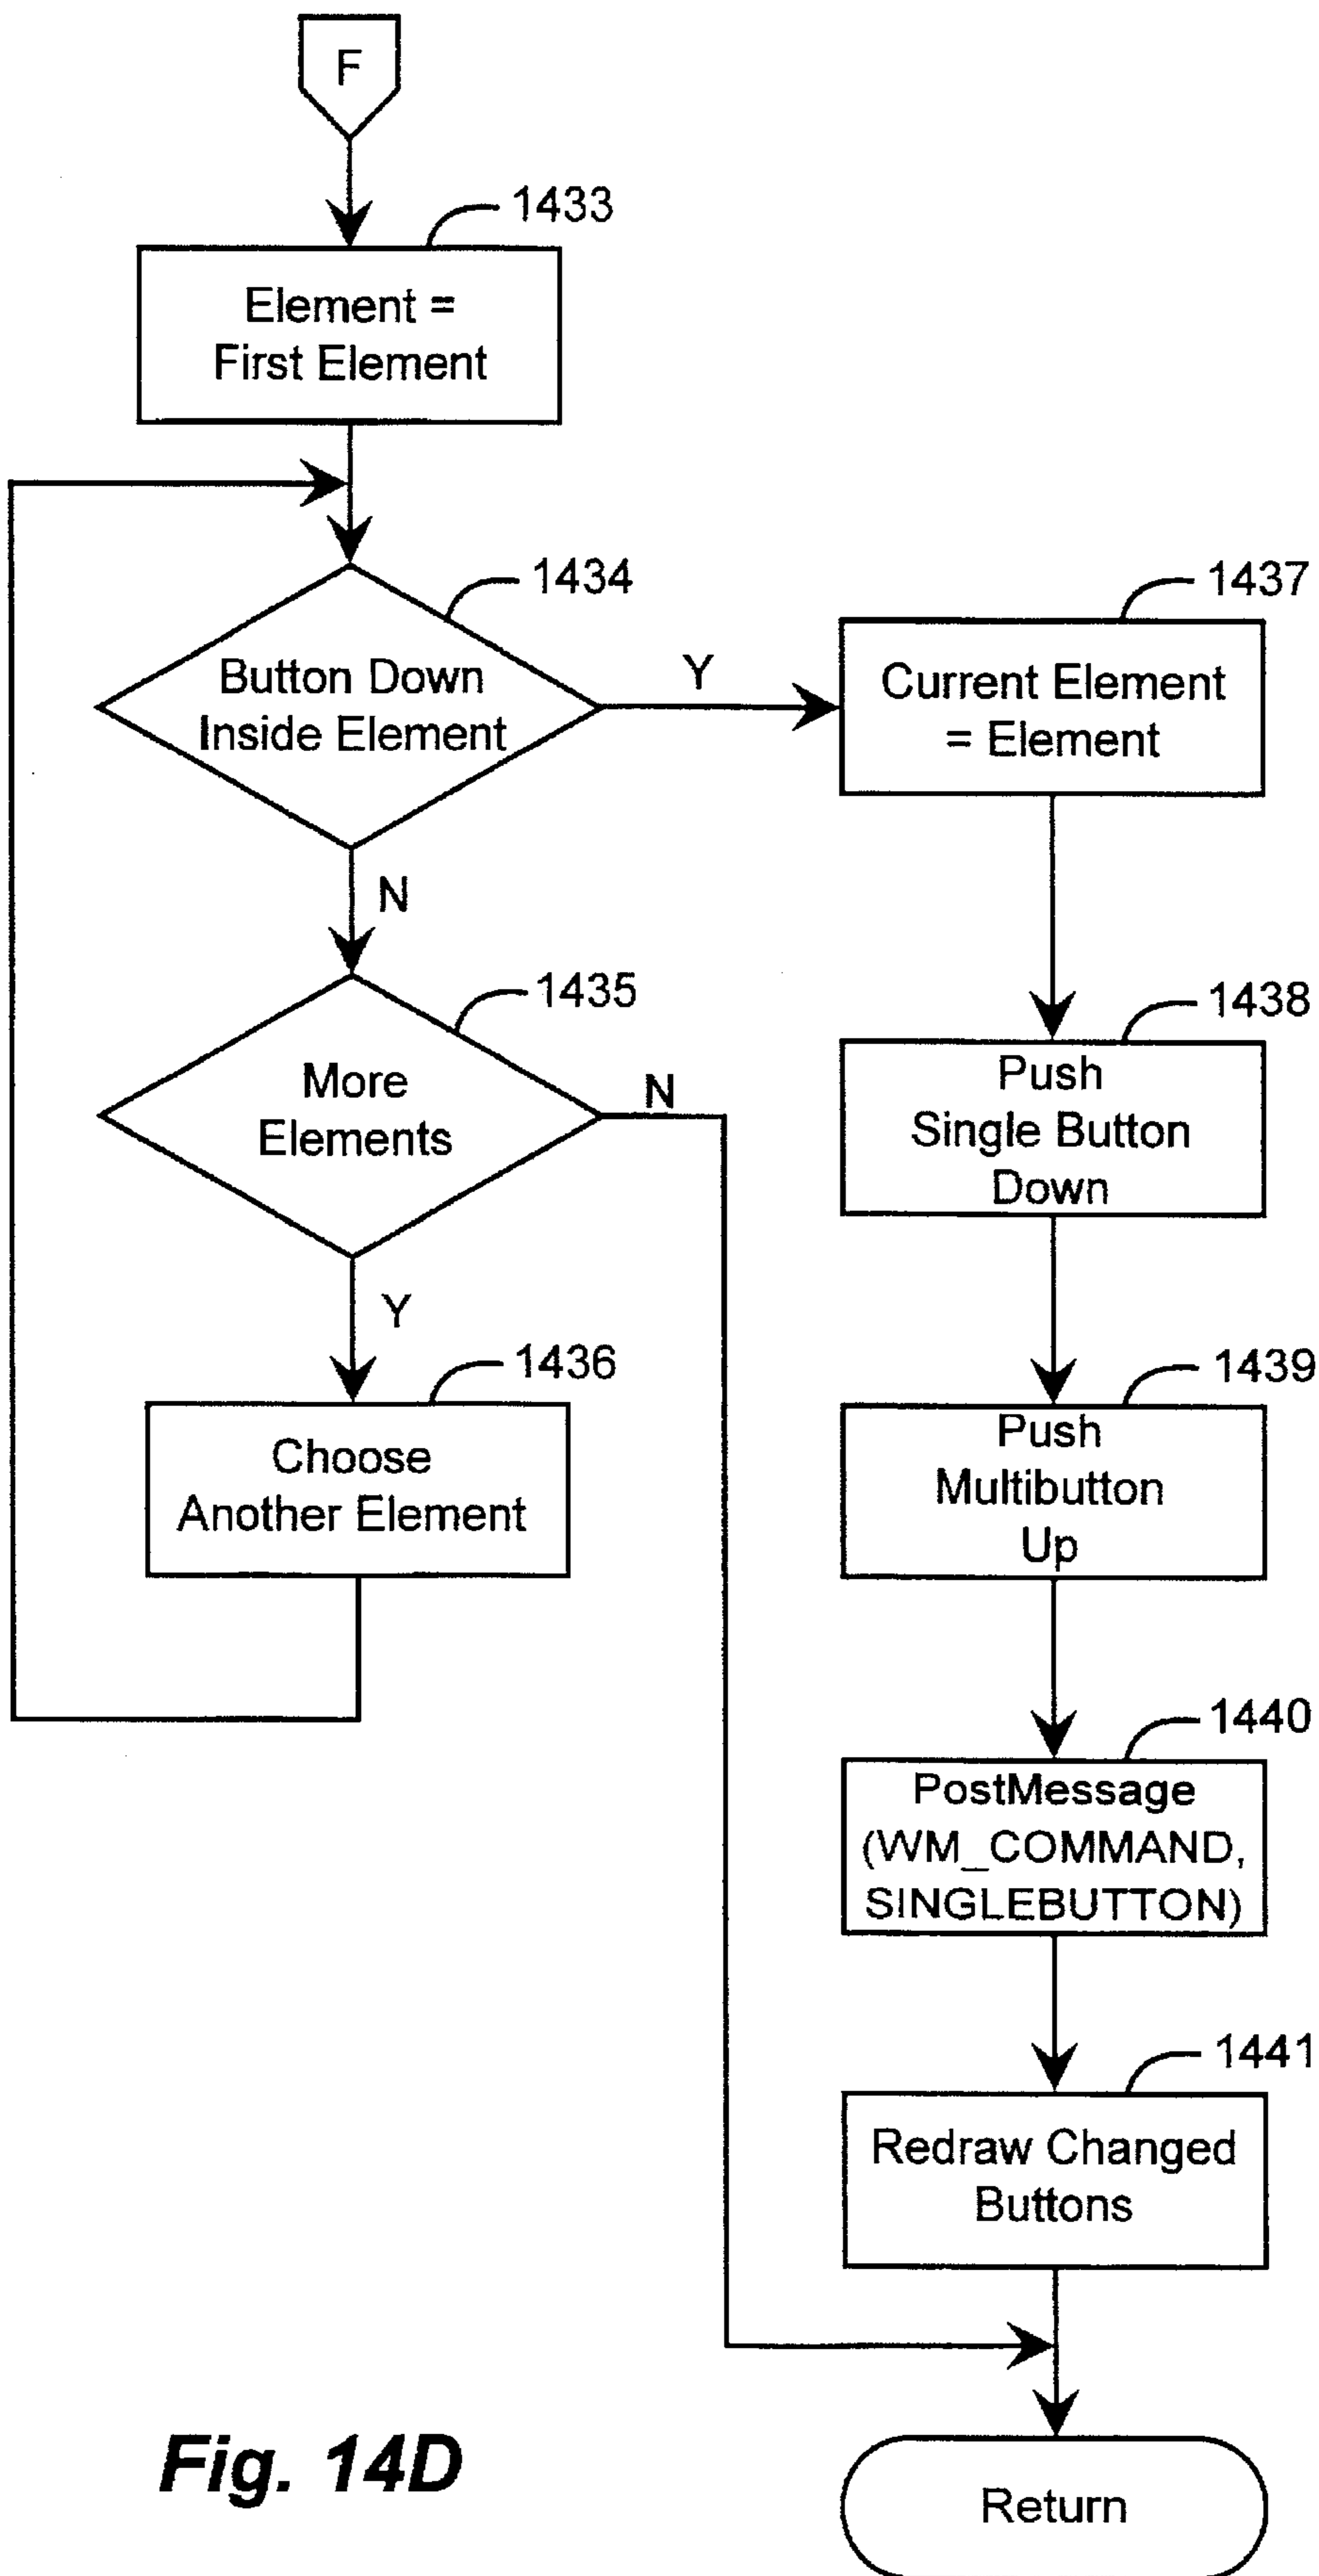 F
1433
Element =
First Element
1434
Button Down
Inside Element
Y
N
1437
Current Element
= Element
1435
More
Elements
N
Y
1438
Push
Single Button
Down
1436
Choose
Another Element
1439
Push
Multibutton
Up
1440
PostMessage
(WM_COMMAND,
SINGLEBUTTON)
1441
Redraw Changed
Buttons
Return
Fig. 14D